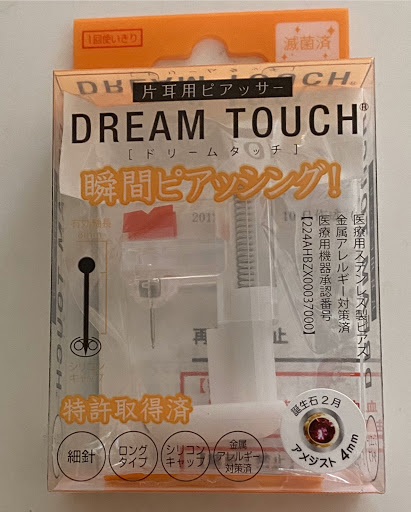 1回使いきり
滅菌済
DREAM TOUCH®
片耳用ピアッサー
DREAM TOUCH®
[ドリームタッチ]
瞬間ピアッシング!
医療用ステンレス製ピアス
金属アレルギー対策済
医療用機器承認番号
【224AHBZX00037000】
特許取得済
細針
ロング
タイプ
シリコン
キャップ
金属
アレルギー
対策済
誕生石2月
アメジスト 4mm